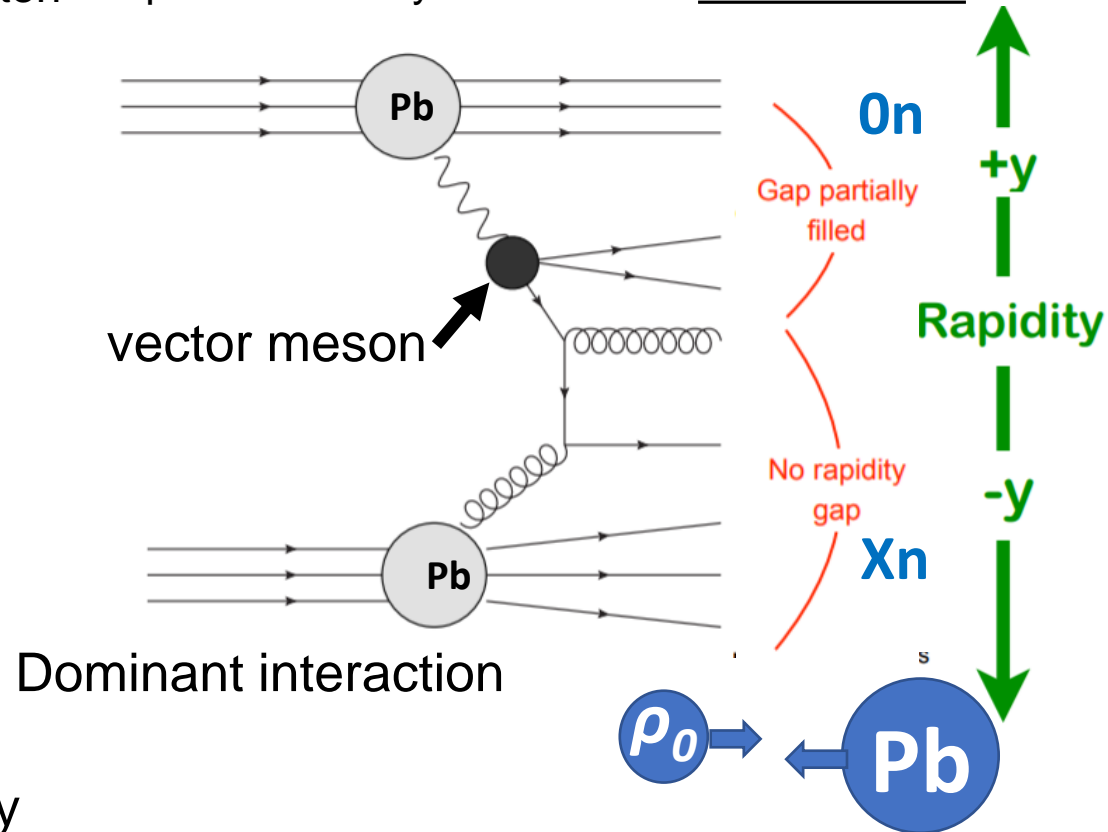 Pb
0n
+y
Gap partially
filled
vector meson
Rapidity
No rapidity
gap
-y
Xn
Pb
Dominant interaction
s
ρ0
Pb
y